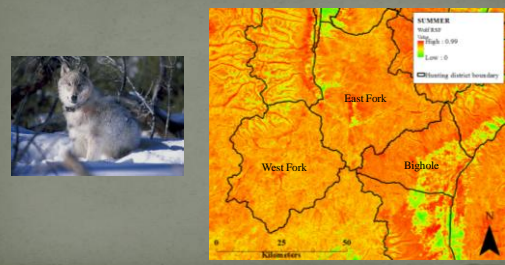 SUMMER
Wolf RSF
Value
High : 0.99
Low : 0
Hunting district boundary
East Fork
West Fork
Bighole
N
0 25 50
Kilometers